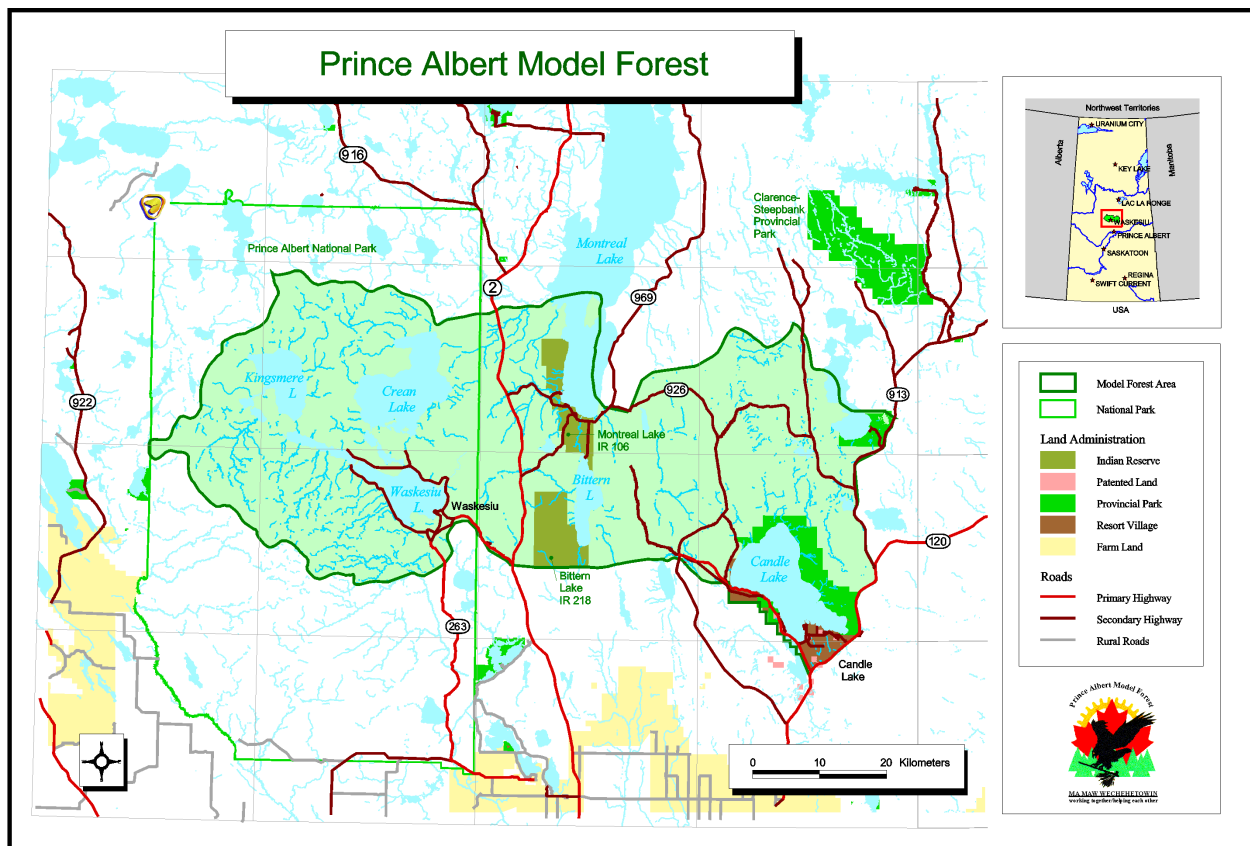 Prince Albert Model Forest
916
Clarence-
Steepbank
Provincial
Park
Prince Albert National Park
Montreal
Lake
2
969
Kingsmere
L
Crean
Lake
926
922
913
Montreal Lake
IR 106
Bittern
L
Waskesiu
L
Waskesiu
120
Candle
Lake
Bittern
Lake
IR 218
263
Candle
Lake
0 10 20 Kilometers
Northwest Territories
URANIUM CITY
Alberta
Manitoba
KEY LAKE
LAC LA RONGE
WASKESIU
PRINCE ALBERT
SASKATOON
REGINA
SWIFT CURRENT
USA
Model Forest Area
National Park
Land Administration
Indian Reserve
Patented Land
Provincial Park
Resort Village
Farm Land
Roads
Primary Highway
Secondary Highway
Rural Roads
Prince Albert Model Forest
MA MAW WECHEHETOWIN
working together/helping each other